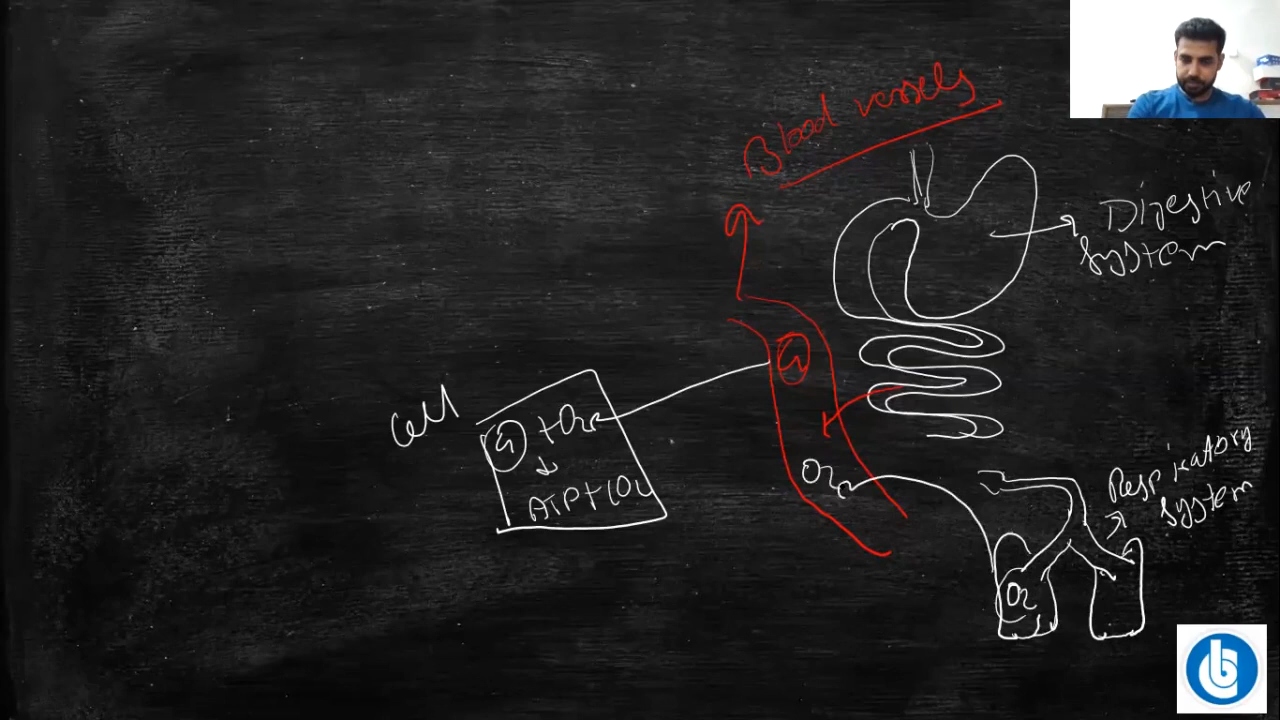 Blood vessels
Digestive
System
G
Cell
G + O2
ATP + CO2
O2
Respiratory
System
O2